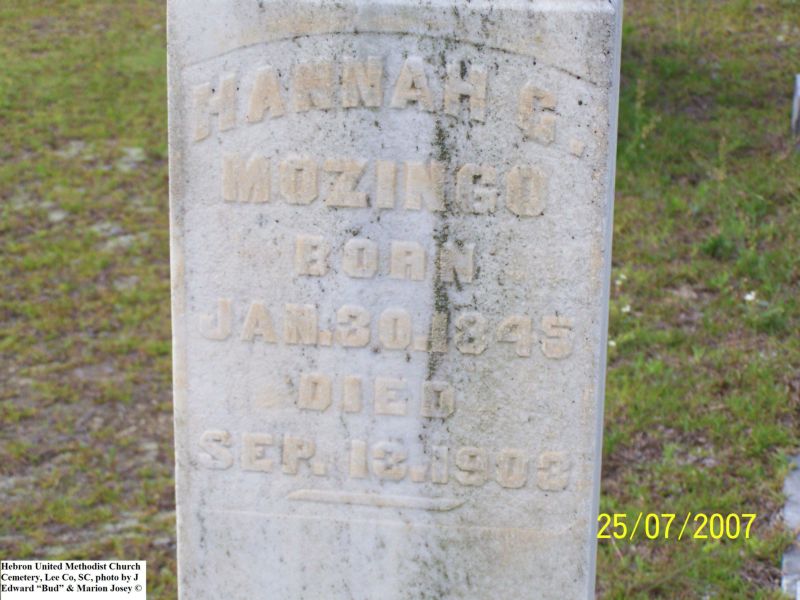 HANNAH C.
MOZINGO
BORN
JAN. 30. 1845
DIED
SEP. 13. 1903
25/07/2007
Hebron United Methodist Church
Cemetery, Lee Co, SC, photo by J
Edward “Bud” & Marion Josey ©